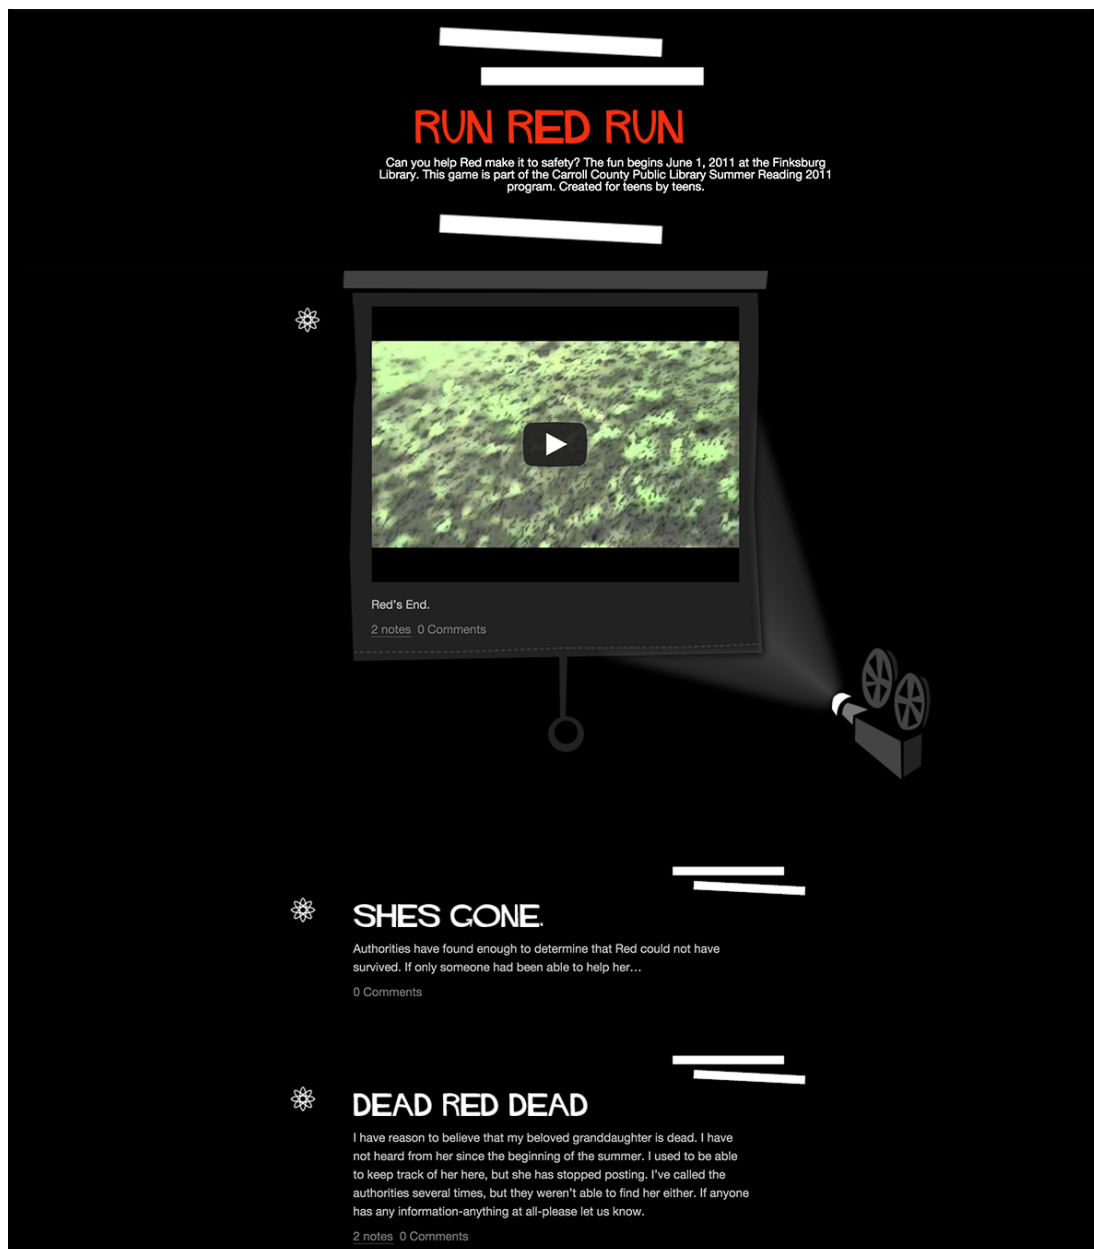 RUN RED RUN
Can you help Red make it to safety? The fun begins June 1, 2011 at the Finksburg
Library. This game is part of the Carroll County Public Library Summer Reading 2011
program. Created for teens by teens.
Red's End.
2 notes 0 Comments
SHES GONE.
Authorities have found enough to determine that Red could not have
survived. If only someone had been able to help her…
0 Comments
DEAD RED DEAD
I have reason to believe that my beloved granddaughter is dead. I have
not heard from her since the beginning of the summer. I used to be able
to keep track of her here, but she has stopped posting. I've called the
authorities several times, but they weren't able to find her either. If anyone
has any information-anything at all-please let us know.
2 notes 0 Comments